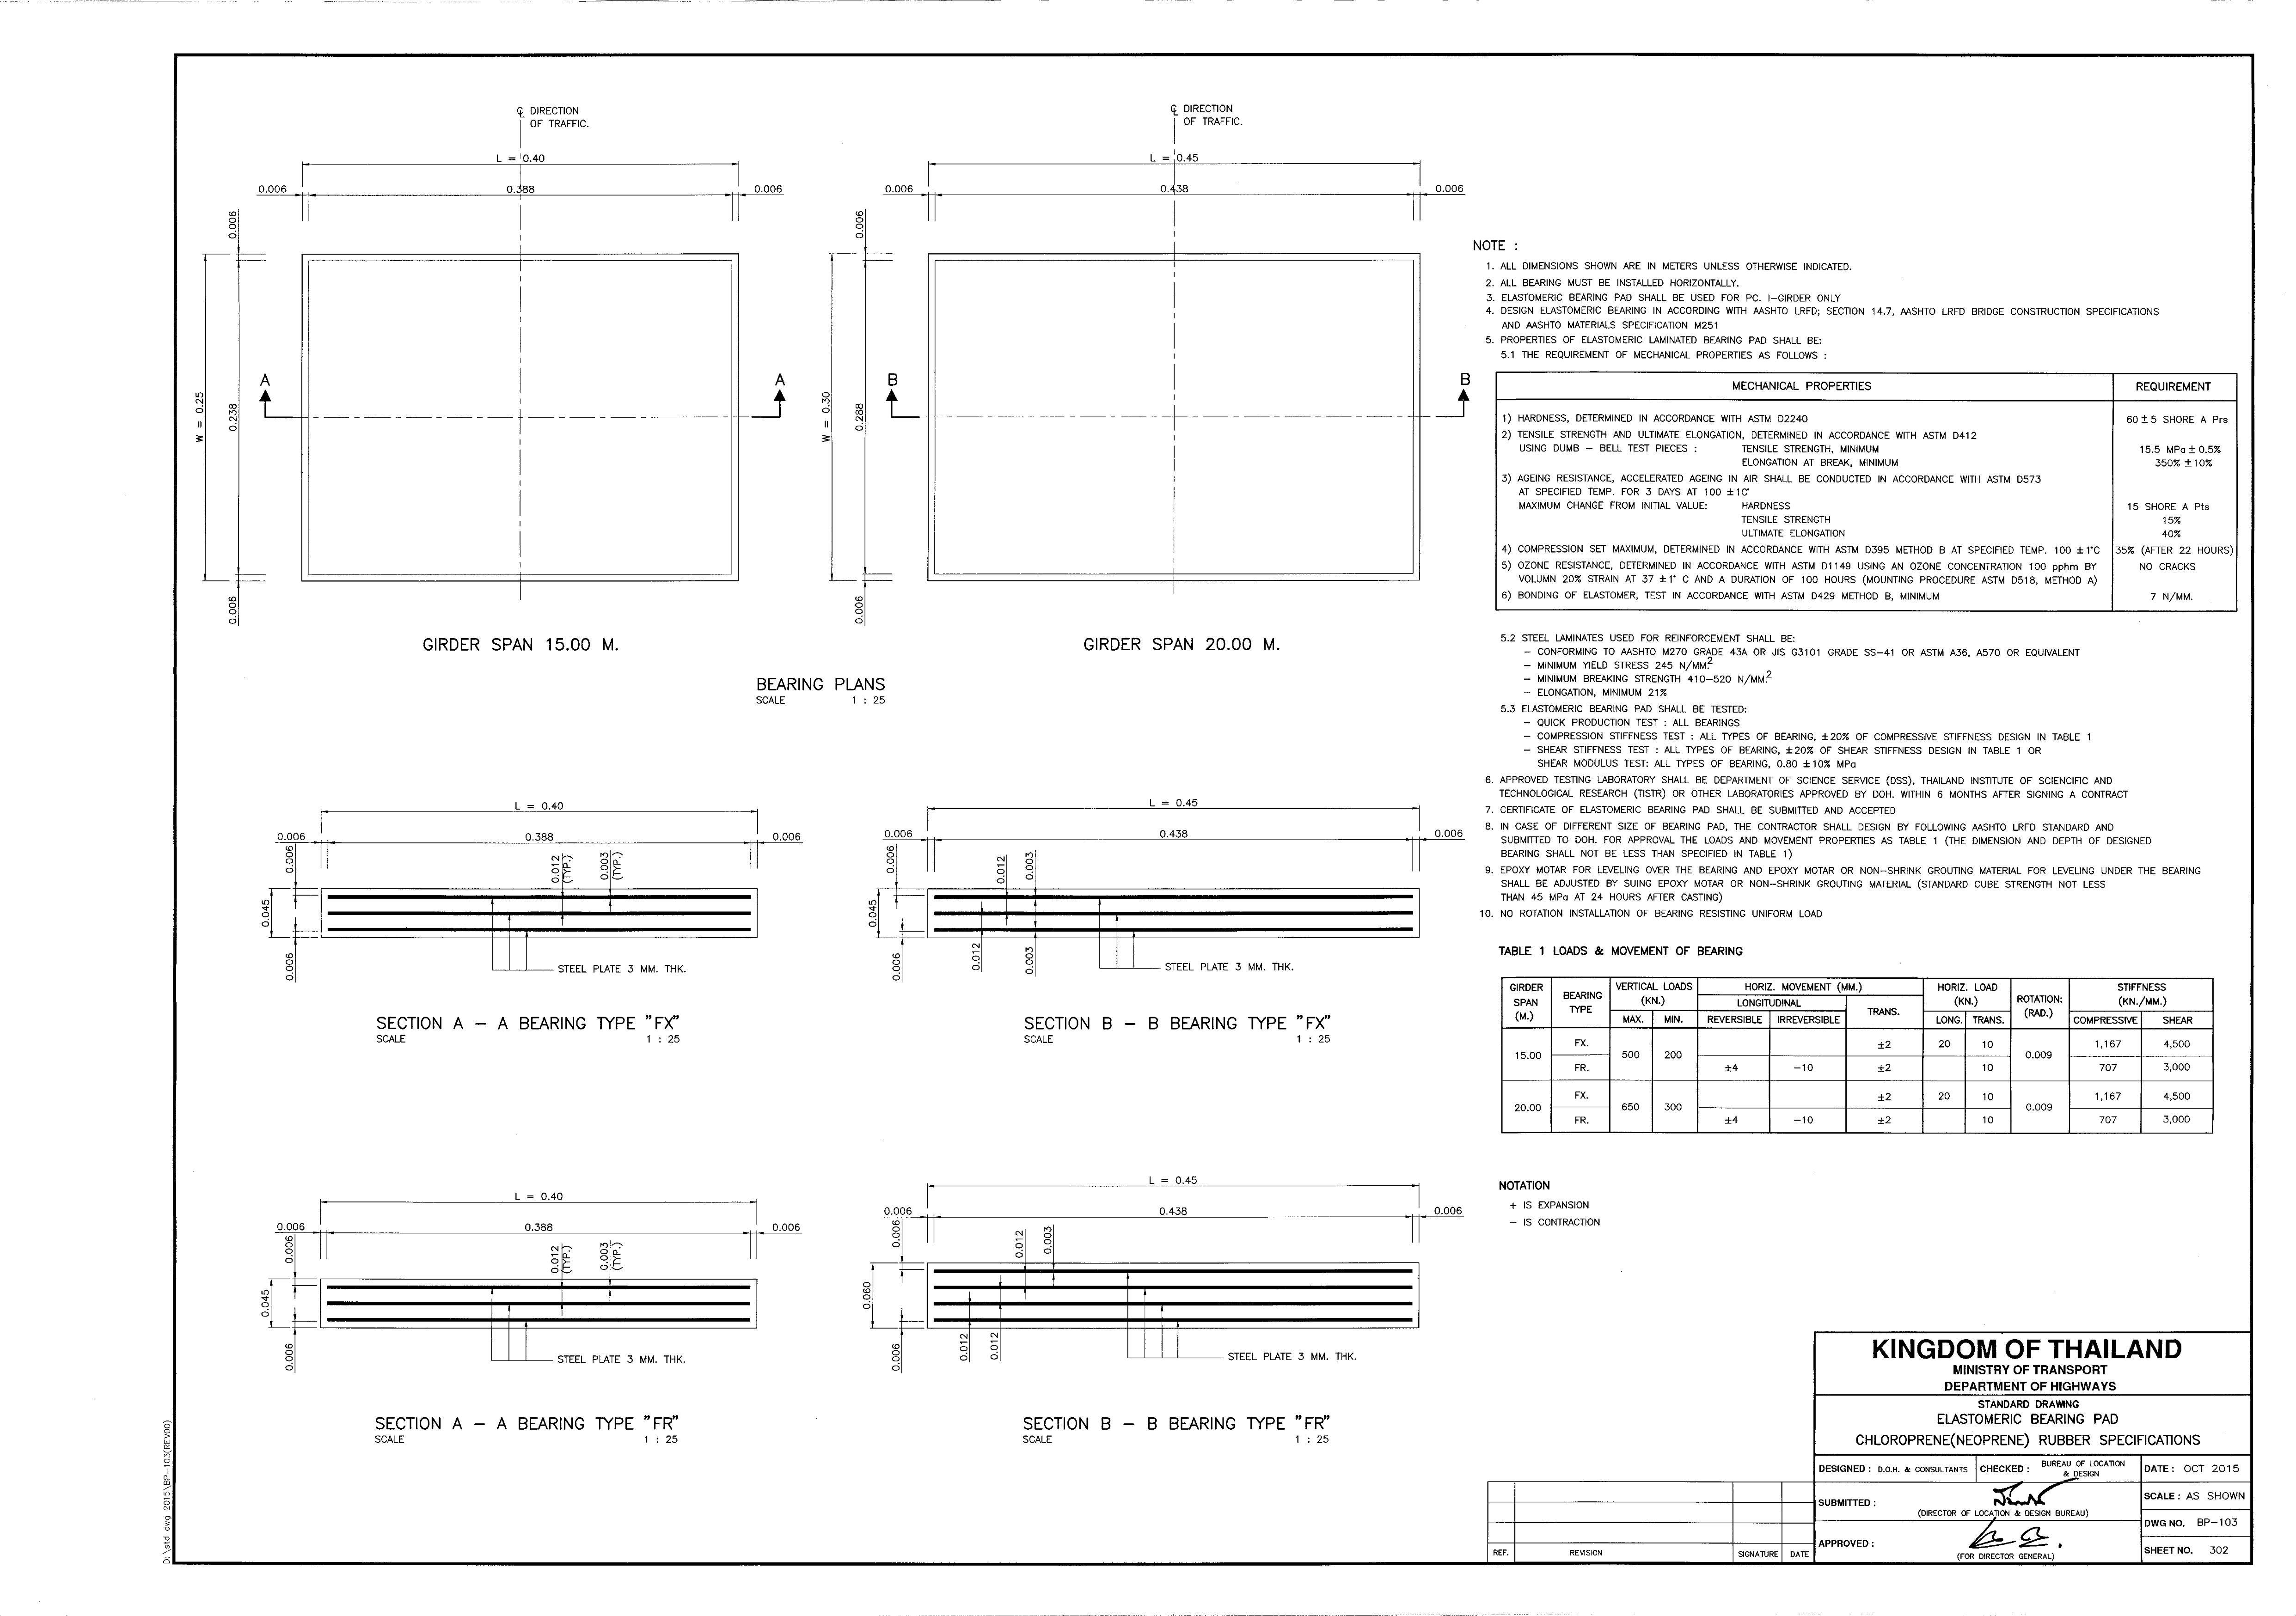 ℄ DIRECTION
OF TRAFFIC.
L = 0.40
0.006
0.388
0.006
0.006
W = 0.25
0.238
0.006
A
A
GIRDER SPAN 15.00 M.
℄ DIRECTION
OF TRAFFIC.
L = 0.45
0.006
0.438
0.006
0.006
W = 0.30
0.288
0.006
B
B
GIRDER SPAN 20.00 M.
BEARING PLANS
SCALE 1 : 25
L = 0.40
0.006
0.388
0.006
0.006
0.012
(TYP.)
0.003
(TYP.)
0.045
0.006
STEEL PLATE 3 MM. THK.
SECTION A – A BEARING TYPE "FX"
SCALE 1 : 25
L = 0.45
0.006
0.438
0.006
0.006
0.012
0.003
0.045
0.006
0.012
0.003
STEEL PLATE 3 MM. THK.
SECTION B – B BEARING TYPE "FX"
SCALE 1 : 25
L = 0.40
0.006
0.388
0.006
0.006
0.012
(TYP.)
0.003
(TYP.)
0.045
0.006
STEEL PLATE 3 MM. THK.
SECTION A – A BEARING TYPE "FR"
SCALE 1 : 25
L = 0.45
0.006
0.438
0.006
0.006
0.012
0.003
0.060
0.006
0.012
0.012
STEEL PLATE 3 MM. THK.
SECTION B – B BEARING TYPE "FR"
SCALE 1 : 25
NOTE :
1. ALL DIMENSIONS SHOWN ARE IN METERS UNLESS OTHERWISE INDICATED.
2. ALL BEARING MUST BE INSTALLED HORIZONTALLY.
3. ELASTOMERIC BEARING PAD SHALL BE USED FOR PC. I–GIRDER ONLY
4. DESIGN ELASTOMERIC BEARING IN ACCORDING WITH AASHTO LRFD; SECTION 14.7, AASHTO LRFD BRIDGE CONSTRUCTION SPECIFICATIONS
AND AASHTO MATERIALS SPECIFICATION M251
5. PROPERTIES OF ELASTOMERIC LAMINATED BEARING PAD SHALL BE:
5.1 THE REQUIREMENT OF MECHANICAL PROPERTIES AS FOLLOWS :
MECHANICAL PROPERTIES REQUIREMENT
1) HARDNESS, DETERMINED IN ACCORDANCE WITH ASTM D2240 60 ± 5 SHORE A Prs
2) TENSILE STRENGTH AND ULTIMATE ELONGATION, DETERMINED IN ACCORDANCE WITH ASTM D412
USING DUMB – BELL TEST PIECES : TENSILE STRENGTH, MINIMUM 15.5 MPa ± 0.5%
ELONGATION AT BREAK, MINIMUM 350% ±10%
3) AGEING RESISTANCE, ACCELERATED AGEING IN AIR SHALL BE CONDUCTED IN ACCORDANCE WITH ASTM D573
AT SPECIFIED TEMP. FOR 3 DAYS AT 100 ±1C°
MAXIMUM CHANGE FROM INITIAL VALUE: HARDNESS 15 SHORE A Pts
TENSILE STRENGTH 15%
ULTIMATE ELONGATION 40%
4) COMPRESSION SET MAXIMUM, DETERMINED IN ACCORDANCE WITH ASTM D395 METHOD B AT SPECIFIED TEMP. 100 ±1°C 35% (AFTER 22 HOURS)
5) OZONE RESISTANCE, DETERMINED IN ACCORDANCE WITH ASTM D1149 USING AN OZONE CONCENTRATION 100 pphm BY NO CRACKS
VOLUMN 20% STRAIN AT 37 ±1° C AND A DURATION OF 100 HOURS (MOUNTING PROCEDURE ASTM D518, METHOD A)
6) BONDING OF ELASTOMER, TEST IN ACCORDANCE WITH ASTM D429 METHOD B, MINIMUM 7 N/MM.
5.2 STEEL LAMINATES USED FOR REINFORCEMENT SHALL BE:
– CONFORMING TO AASHTO M270 GRADE 43A OR JIS G3101 GRADE SS–41 OR ASTM A36, A570 OR EQUIVALENT
– MINIMUM YIELD STRESS 245 N/MM.2
– MINIMUM BREAKING STRENGTH 410–520 N/MM.2
– ELONGATION, MINIMUM 21%
5.3 ELASTOMERIC BEARING PAD SHALL BE TESTED:
– QUICK PRODUCTION TEST : ALL BEARINGS
– COMPRESSION STIFFNESS TEST : ALL TYPES OF BEARING, ±20% OF COMPRESSIVE STIFFNESS DESIGN IN TABLE 1
– SHEAR STIFFNESS TEST : ALL TYPES OF BEARING, ±20% OF SHEAR STIFFNESS DESIGN IN TABLE 1 OR
SHEAR MODULUS TEST: ALL TYPES OF BEARING, 0.80 ±10% MPa
6. APPROVED TESTING LABORATORY SHALL BE DEPARTMENT OF SCIENCE SERVICE (DSS), THAILAND INSTITUTE OF SCIENCIFIC AND
TECHNOLOGICAL RESEARCH (TISTR) OR OTHER LABORATORIES APPROVED BY DOH. WITHIN 6 MONTHS AFTER SIGNING A CONTRACT
7. CERTIFICATE OF ELASTOMERIC BEARING PAD SHALL BE SUBMITTED AND ACCEPTED
8. IN CASE OF DIFFERENT SIZE OF BEARING PAD, THE CONTRACTOR SHALL DESIGN BY FOLLOWING AASHTO LRFD STANDARD AND
SUBMITTED TO DOH. FOR APPROVAL THE LOADS AND MOVEMENT PROPERTIES AS TABLE 1 (THE DIMENSION AND DEPTH OF DESIGNED
BEARING SHALL NOT BE LESS THAN SPECIFIED IN TABLE 1)
9. EPOXY MOTAR FOR LEVELING OVER THE BEARING AND EPOXY MOTAR OR NON–SHRINK GROUTING MATERIAL FOR LEVELING UNDER THE BEARING
SHALL BE ADJUSTED BY SUING EPOXY MOTAR OR NON–SHRINK GROUTING MATERIAL (STANDARD CUBE STRENGTH NOT LESS
THAN 45 MPa AT 24 HOURS AFTER CASTING)
10. NO ROTATION INSTALLATION OF BEARING RESISTING UNIFORM LOAD
TABLE 1 LOADS & MOVEMENT OF BEARING
GIRDER SPAN (M.) BEARING TYPE VERTICAL LOADS (KN.) HORIZ. MOVEMENT (MM.) HORIZ. LOAD (KN.) ROTATION: (RAD.) STIFFNESS (KN./MM.)
LONGITUDINAL TRANS.
MAX. MIN. REVERSIBLE IRREVERSIBLE LONG. TRANS. COMPRESSIVE SHEAR
15.00 FX. 500 200 ±2 20 10 0.009 1,167 4,500
FR. ±4 –10 ±2 10 707 3,000
20.00 FX. 650 300 ±2 20 10 0.009 1,167 4,500
FR. ±4 –10 ±2 10 707 3,000
NOTATION
+ IS EXPANSION
– IS CONTRACTION
KINGDOM OF THAILAND
MINISTRY OF TRANSPORT
DEPARTMENT OF HIGHWAYS
STANDARD DRAWING
ELASTOMERIC BEARING PAD
CHLOROPRENE(NEOPRENE) RUBBER SPECIFICATIONS
DESIGNED : D.O.H. & CONSULTANTS CHECKED : BUREAU OF LOCATION & DESIGN DATE : OCT 2015
SUBMITTED : (DIRECTOR OF LOCATION & DESIGN BUREAU) SCALE : AS SHOWN
DWG NO. BP–103
APPROVED : (FOR DIRECTOR GENERAL) SHEET NO. 302
REF. REVISION SIGNATURE DATE
D:\std dwg 2015\BP–103(REV00)